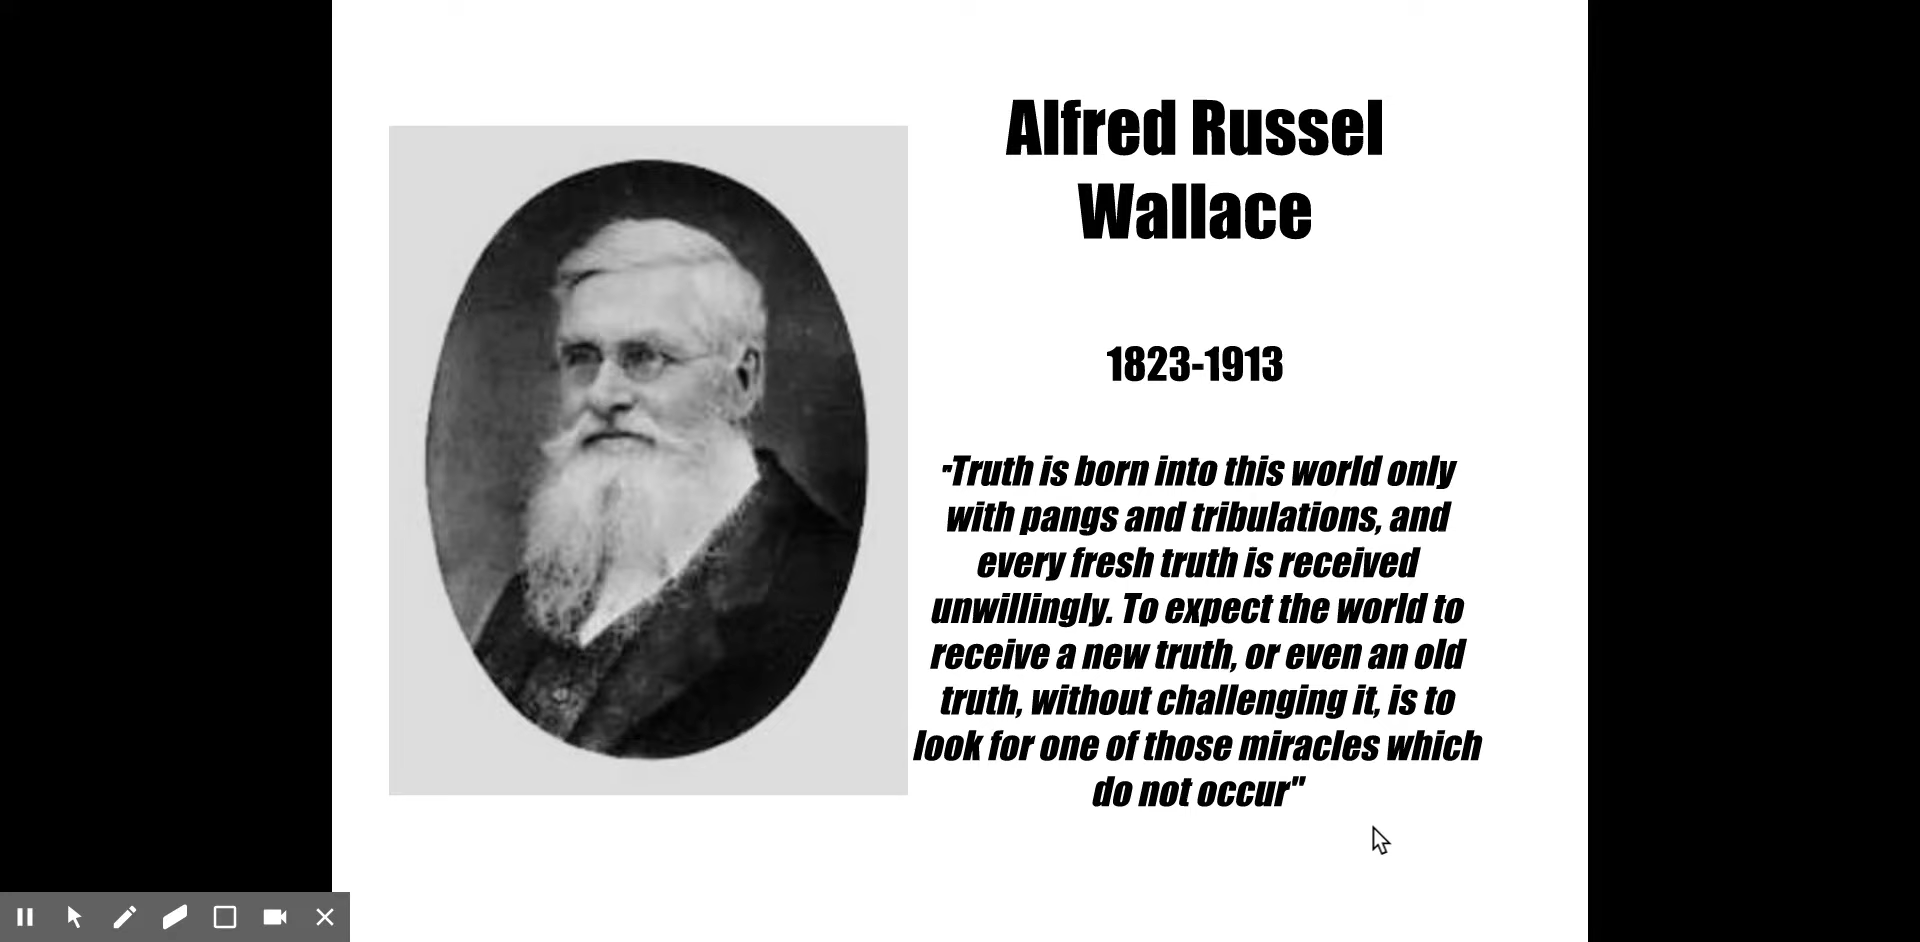 Alfred Russel
Wallace
1823-1913
"Truth is born into this world only
with pangs and tribulations, and
every fresh truth is received
unwillingly. To expect the world to
receive a new truth, or even an old
truth, without challenging it, is to
look for one of those miracles which
do not occur"